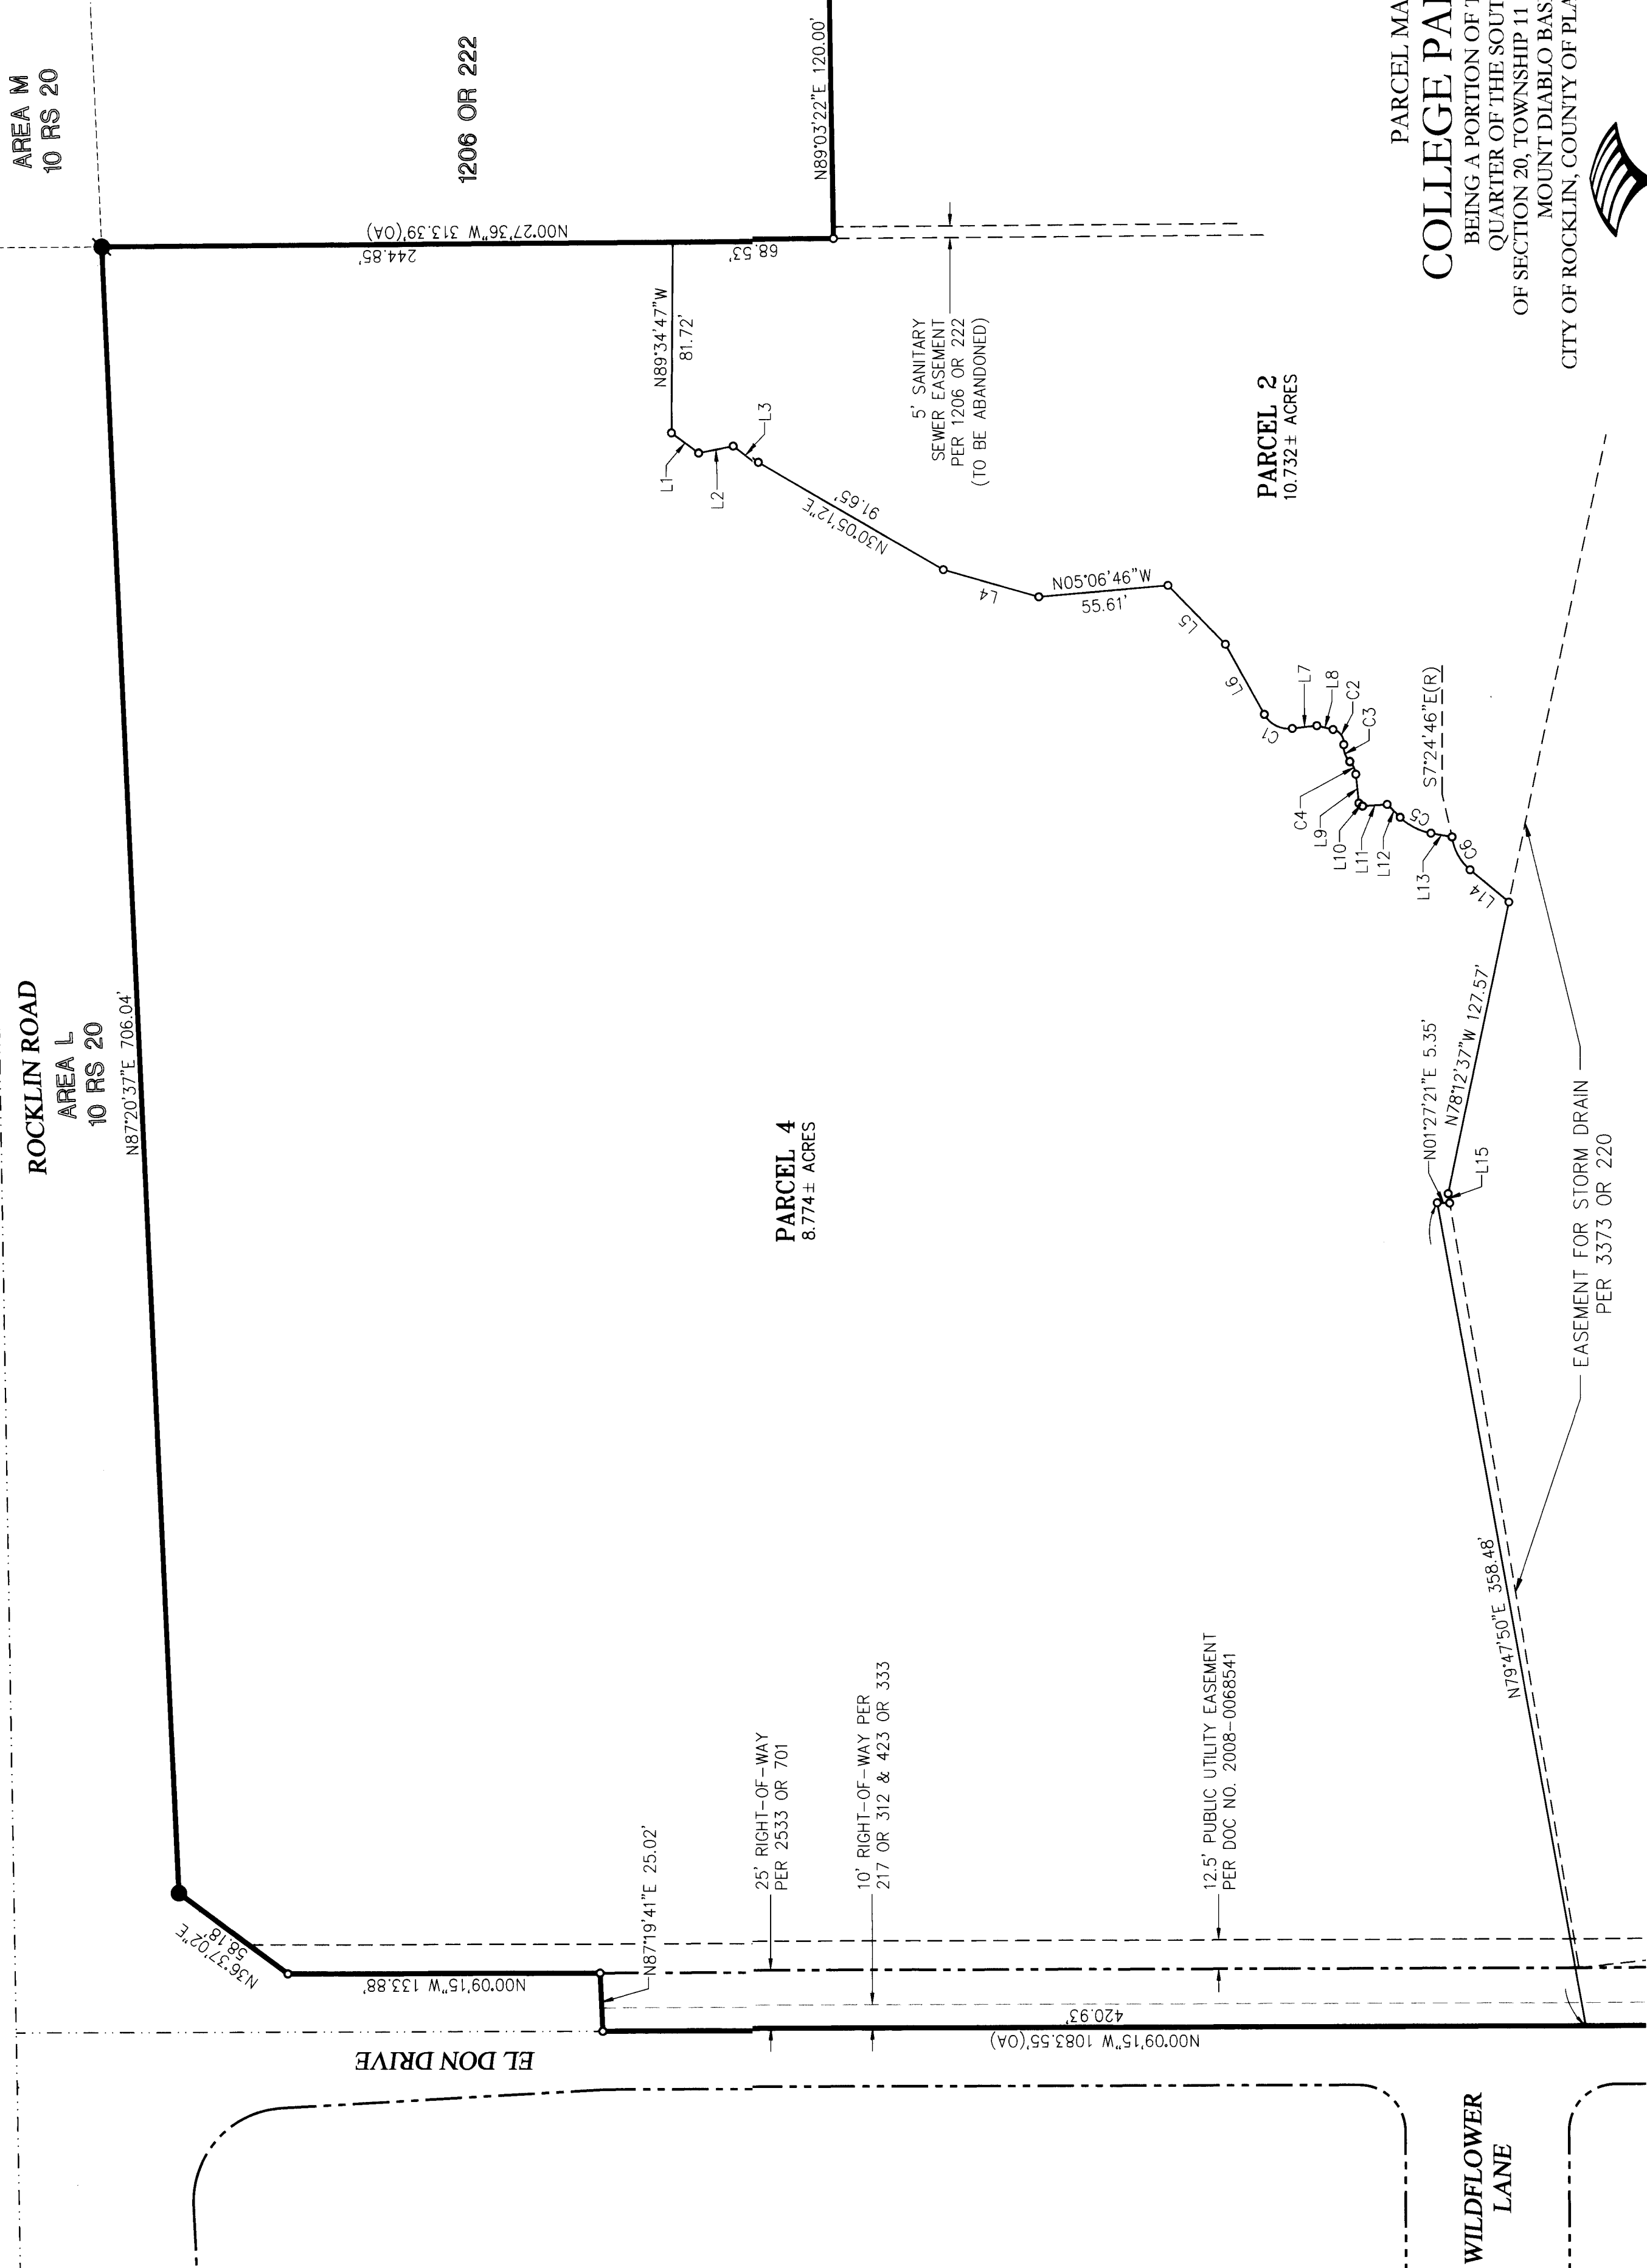 ROCKLIN ROAD
AREA L
10 RS 20
N87°20'37"E 706.04'
AREA M
10 RS 20
1206 OR 222
N00°27'36"W 313.39'(OA)
244.85'
68.53'
N89°03'22"E 120.00'
N89°34'47"W
81.72'
L1
L2
L3
N30°05'12"E
91.65'
L4
N05°06'46"W
55.61'
L5
L6
C1
L7
L8
C2
C3
C4
L9
L10
L11
L12
C5
L13
S7°24'46"E(R)
C6
L14
5' SANITARY
SEWER EASEMENT
PER 1206 OR 222
(TO BE ABANDONED)
PARCEL 2
10.732± ACRES
PARCEL 4
8.774± ACRES
N36°37'02"E
58.18'
N00°09'15"W 133.88'
N87°19'41"E 25.02'
EL DON DRIVE
25' RIGHT-OF-WAY
PER 2533 OR 701
10' RIGHT-OF-WAY PER
217 OR 312 & 423 OR 333
12.5' PUBLIC UTILITY EASEMENT
PER DOC NO. 2008-0068541
420.93'
N00°09'15"W 1083.55'(OA)
N78°12'37"W 127.57'
N01°27'21"E 5.35'
L15
N79°47'50"E 358.48'
EASEMENT FOR STORM DRAIN
PER 3373 OR 220
WILDFLOWER
LANE
PARCEL MA
COLLEGE PA
BEING A PORTION OF T
QUARTER OF THE SOUT
OF SECTION 20, TOWNSHIP 11
MOUNT DIABLO BAS
CITY OF ROCKLIN, COUNTY OF PLA